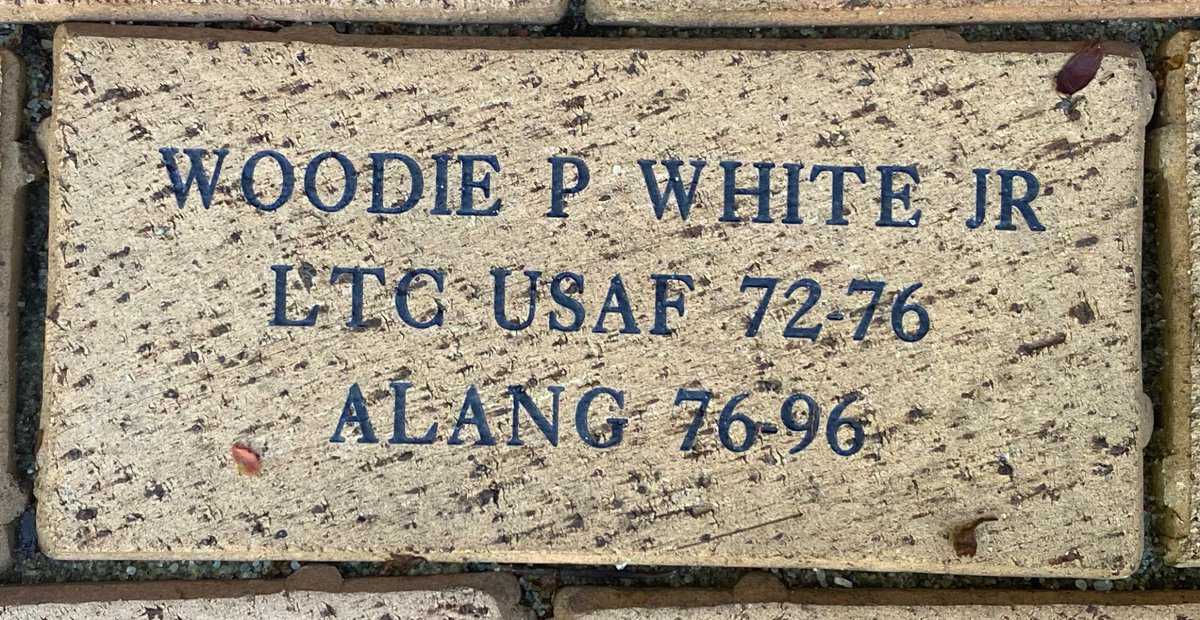 WOODIE P WHITE JR
LTC USAF 72-76
ALANG 76-96